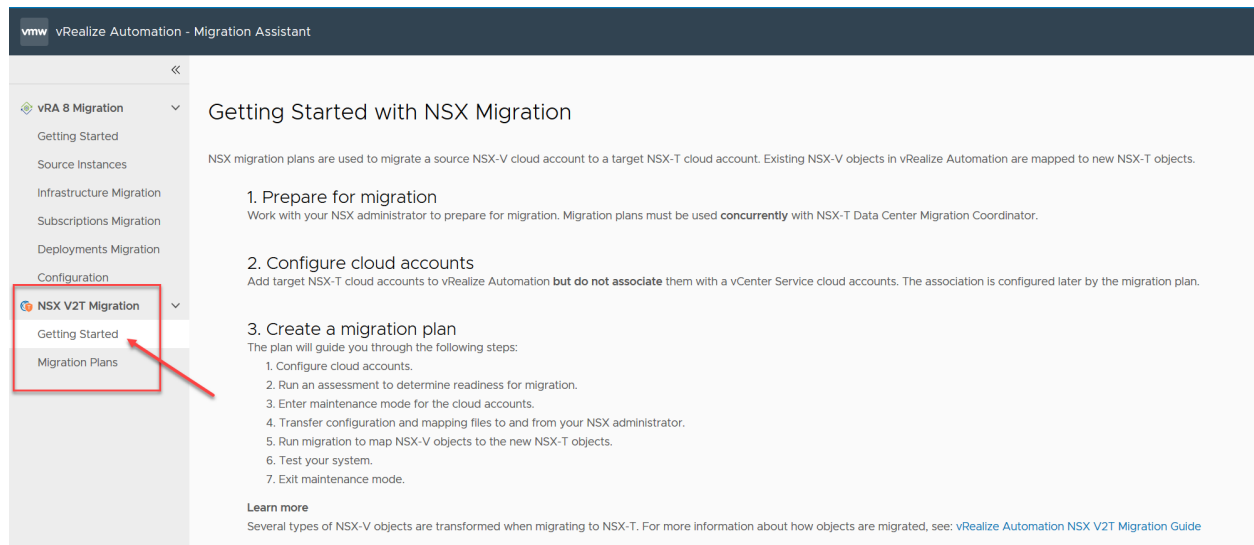 vmw vRealize Automation - Migration Assistant
vRA 8 Migration
Getting Started
Source Instances
Infrastructure Migration
Subscriptions Migration
Deployments Migration
Configuration
NSX V2T Migration
Getting Started
Migration Plans
Getting Started with NSX Migration
NSX migration plans are used to migrate a source NSX-V cloud account to a target NSX-T cloud account. Existing NSX-V objects in vRealize Automation are mapped to new NSX-T objects.
1. Prepare for migration
Work with your NSX administrator to prepare for migration. Migration plans must be used concurrently with NSX-T Data Center Migration Coordinator.
2. Configure cloud accounts
Add target NSX-T cloud accounts to vRealize Automation but do not associate them with a vCenter Service cloud accounts. The association is configured later by the migration plan.
3. Create a migration plan
The plan will guide you through the following steps:
1. Configure cloud accounts.
2. Run an assessment to determine readiness for migration.
3. Enter maintenance mode for the cloud accounts.
4. Transfer configuration and mapping files to and from your NSX administrator.
5. Run migration to map NSX-V objects to the new NSX-T objects.
6. Test your system.
7. Exit maintenance mode.
Learn more
Several types of NSX-V objects are transformed when migrating to NSX-T. For more information about how objects are migrated, see: vRealize Automation NSX V2T Migration Guide